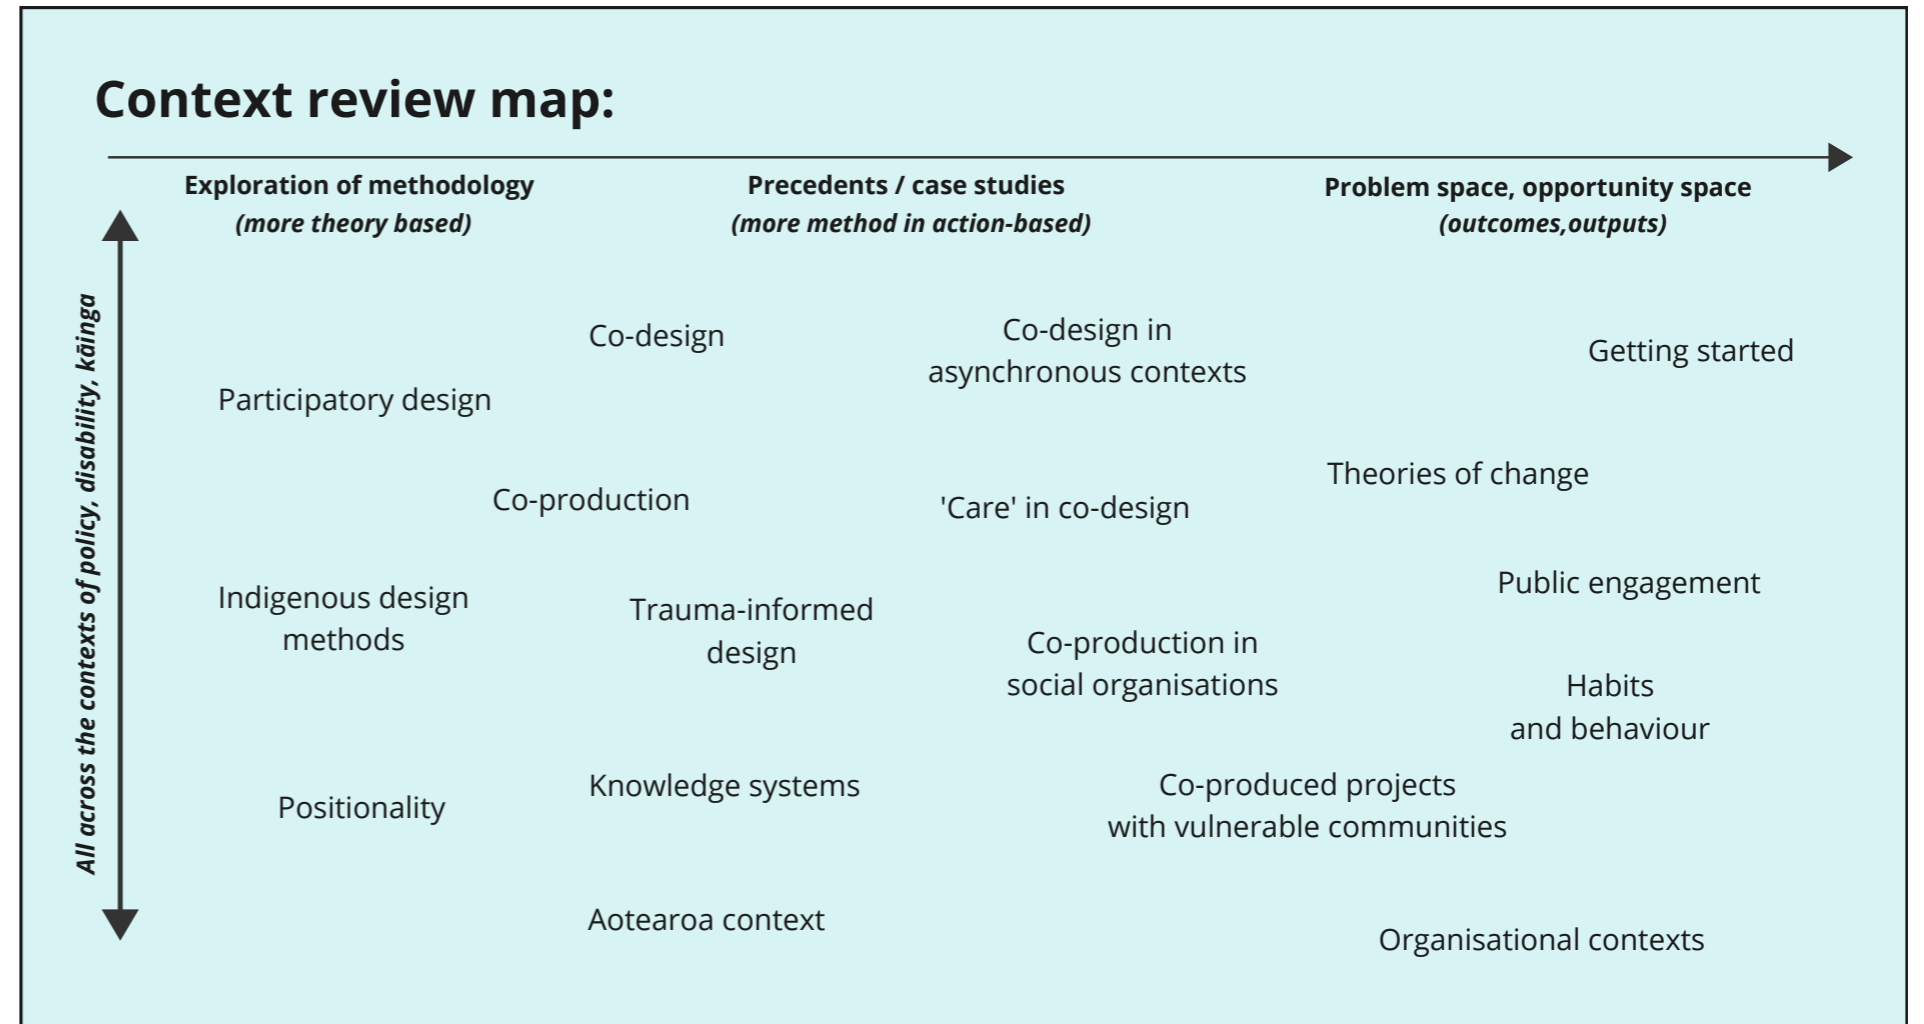 Context review map:
Exploration of methodology
(more theory based)
Precedents / case studies
(more method in action-based)
Problem space, opportunity space
(outcomes,outputs)
All across the contexts of policy, disability, kāinga
Co-design
Co-design in
asynchronous contexts
Getting started
Participatory design
Theories of change
Co-production
'Care' in co-design
Indigenous design
methods
Trauma-informed
design
Public engagement
Co-production in
social organisations
Habits
and behaviour
Positionality
Knowledge systems
Co-produced projects
with vulnerable communities
Aotearoa context
Organisational contexts